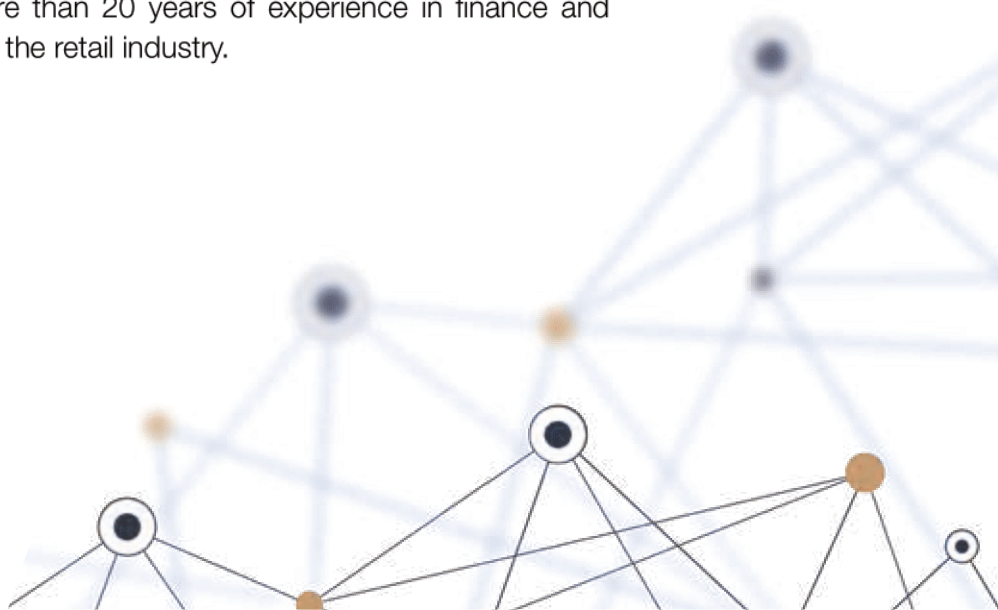 than 20 years of experience in finance and
the retail industry.